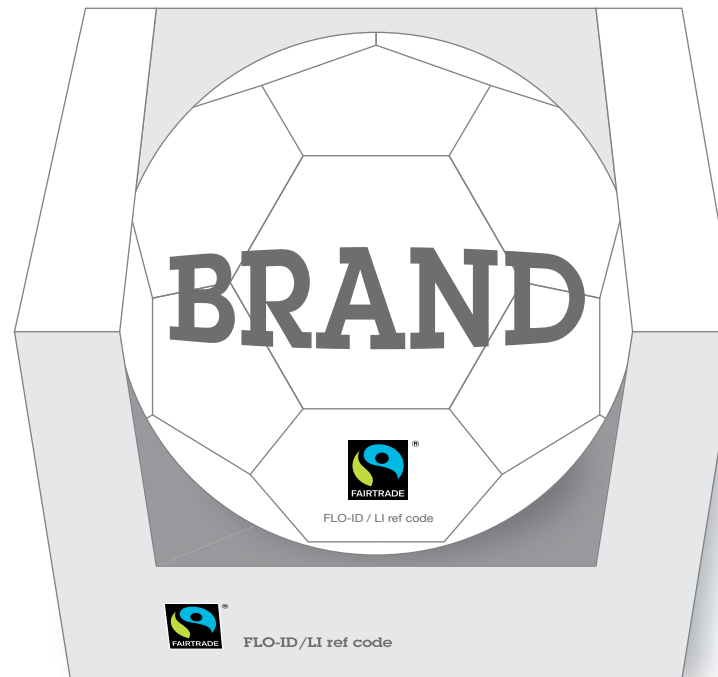 BRAND
®
FAIRTRADE
FLO-ID / LI ref code
®
FAIRTRADE
FLO-ID/LI ref code